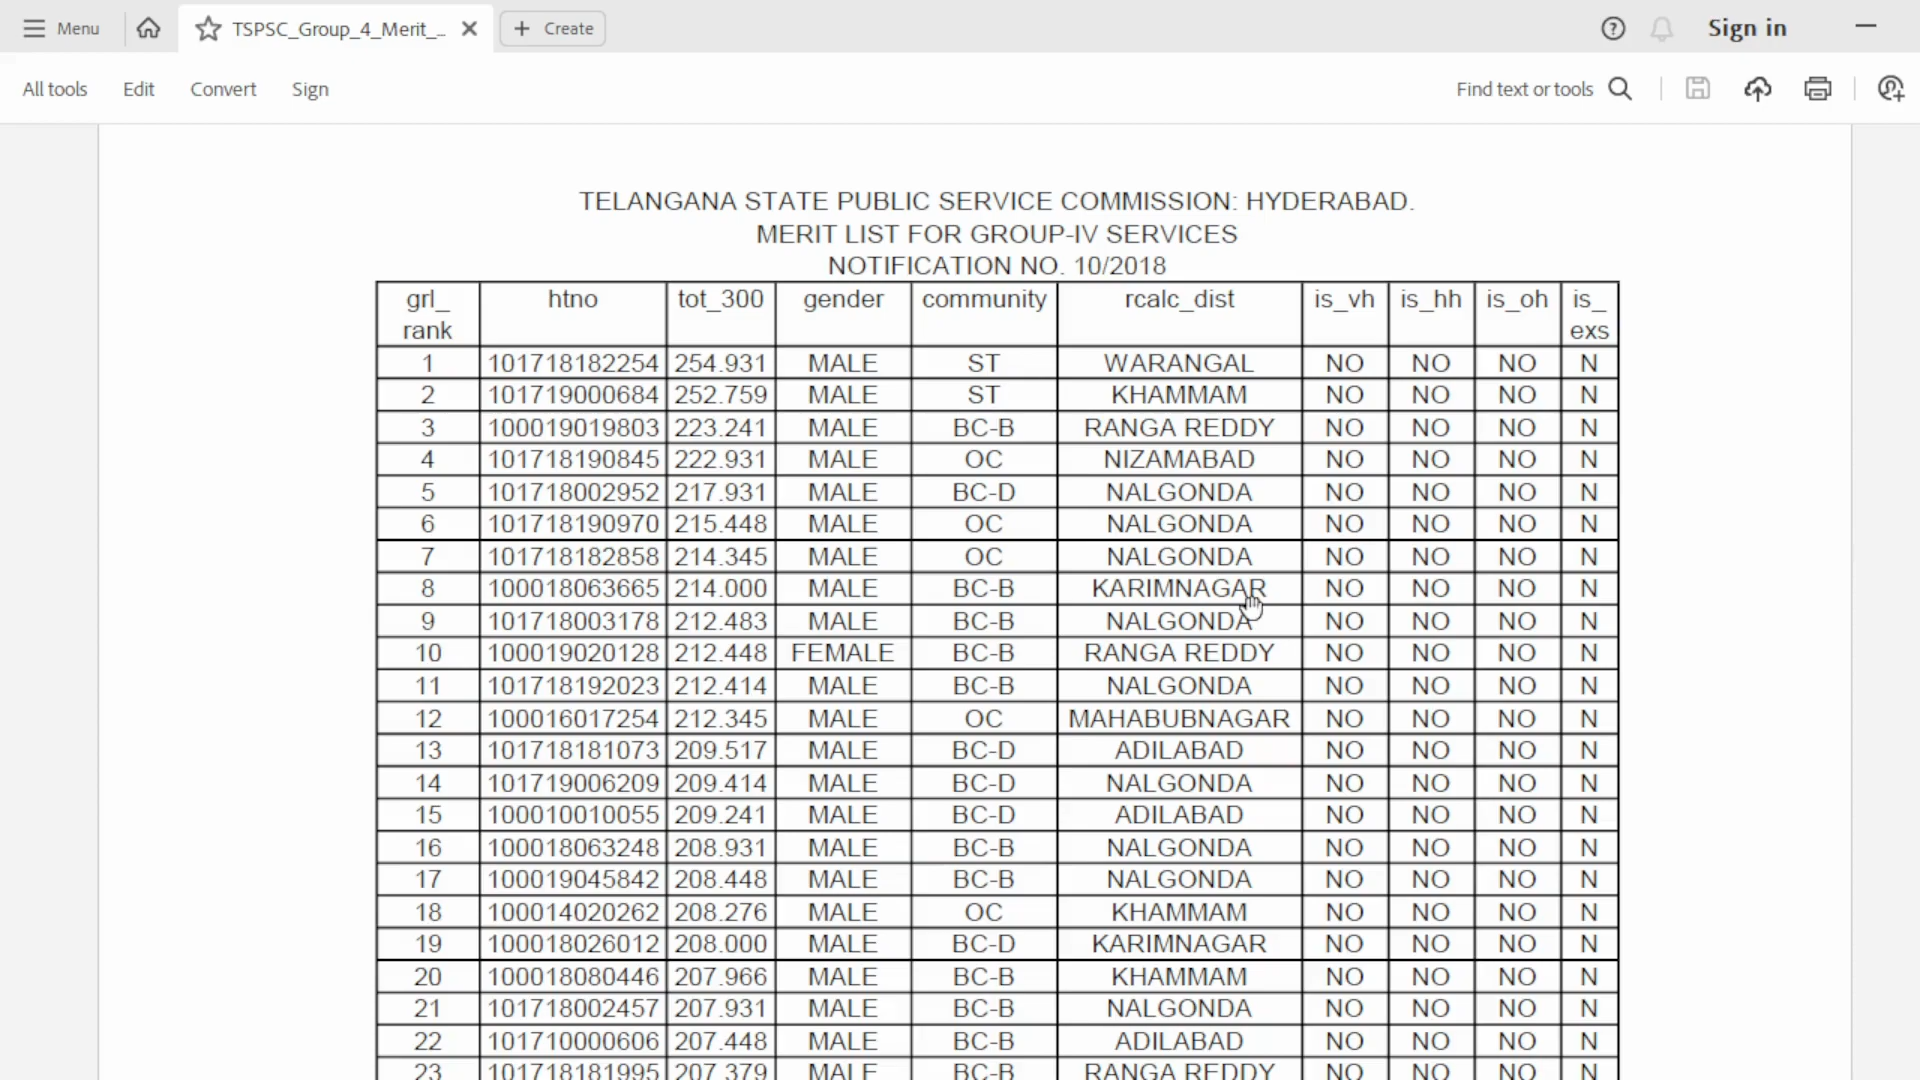 Menu TSPSC_Group_4_Merit_... Create Sign in
All tools Edit Convert Sign Find text or tools
TELANGANA STATE PUBLIC SERVICE COMMISSION: HYDERABAD.
MERIT LIST FOR GROUP-IV SERVICES
NOTIFICATION NO. 10/2018
grl_rank htno tot_300 gender community rcalc_dist is_vh is_hh is_oh is_exs
1 101718182254 254.931 MALE ST WARANGAL NO NO NO N
2 101719000684 252.759 MALE ST KHAMMAM NO NO NO N
3 100019019803 223.241 MALE BC-B RANGA REDDY NO NO NO N
4 101718190845 222.931 MALE OC NIZAMABAD NO NO NO N
5 101718002952 217.931 MALE BC-D NALGONDA NO NO NO N
6 101718190970 215.448 MALE OC NALGONDA NO NO NO N
7 101718182858 214.345 MALE OC NALGONDA NO NO NO N
8 100018063665 214.000 MALE BC-B KARIMNAGAR NO NO NO N
9 101718003178 212.483 MALE BC-B NALGONDA NO NO NO N
10 100019020128 212.448 FEMALE BC-B RANGA REDDY NO NO NO N
11 101718192023 212.414 MALE BC-B NALGONDA NO NO NO N
12 100016017254 212.345 MALE OC MAHABUBNAGAR NO NO NO N
13 101718181073 209.517 MALE BC-D ADILABAD NO NO NO N
14 101719006209 209.414 MALE BC-D NALGONDA NO NO NO N
15 100010010055 209.241 MALE BC-D ADILABAD NO NO NO N
16 100018063248 208.931 MALE BC-B NALGONDA NO NO NO N
17 100019045842 208.448 MALE BC-B NALGONDA NO NO NO N
18 100014020262 208.276 MALE OC KHAMMAM NO NO NO N
19 100018026012 208.000 MALE BC-D KARIMNAGAR NO NO NO N
20 100018080446 207.966 MALE BC-B KHAMMAM NO NO NO N
21 101718002457 207.931 MALE BC-B NALGONDA NO NO NO N
22 101710000606 207.448 MALE BC-B ADILABAD NO NO NO N
23 101718181995 207.379 MALE BC-B RANGA REDDY NO NO NO N